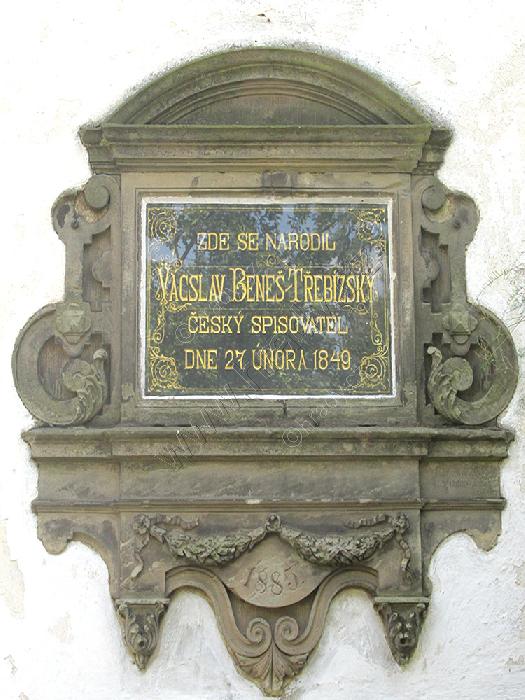 ZDE SE NARODIL
VÁCSLAV BENEŠ-TŘEBÍZSKÝ
ČESKÝ SPISOVATEL
DNE 27 ÚNORA 1849
1885